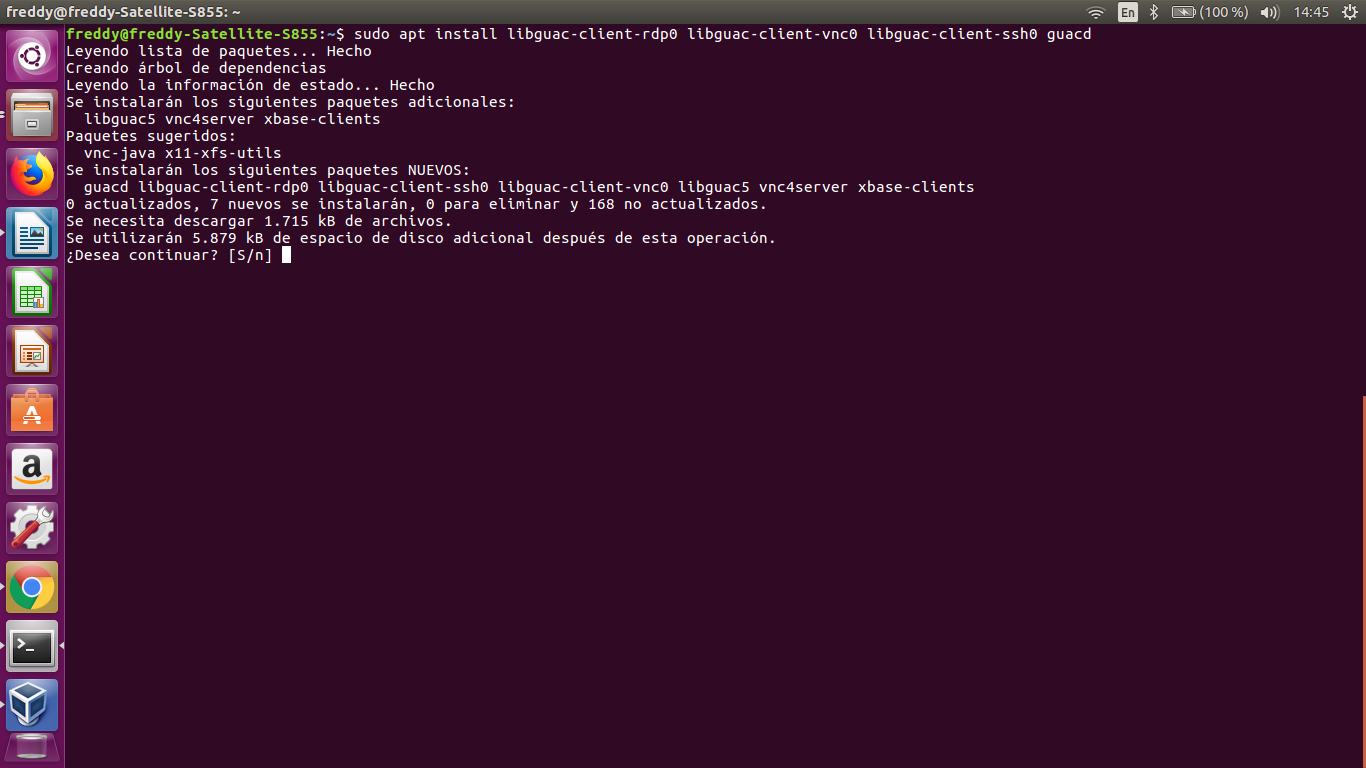 freddy@freddy-Satellite-S855: ~
En (100 %) 14:45
freddy@freddy-Satellite-S855:~$ sudo apt install libguac-client-rdp0 libguac-client-vnc0 libguac-client-ssh0 guacd
Leyendo lista de paquetes... Hecho
Creando árbol de dependencias
Leyendo la información de estado... Hecho
Se instalarán los siguientes paquetes adicionales:
  libguac5 vnc4server xbase-clients
Paquetes sugeridos:
  vnc-java x11-xfs-utils
Se instalarán los siguientes paquetes NUEVOS:
  guacd libguac-client-rdp0 libguac-client-ssh0 libguac-client-vnc0 libguac5 vnc4server xbase-clients
0 actualizados, 7 nuevos se instalarán, 0 para eliminar y 168 no actualizados.
Se necesita descargar 1.715 kB de archivos.
Se utilizarán 5.879 kB de espacio de disco adicional después de esta operación.
¿Desea continuar? [S/n]
A
a
>_